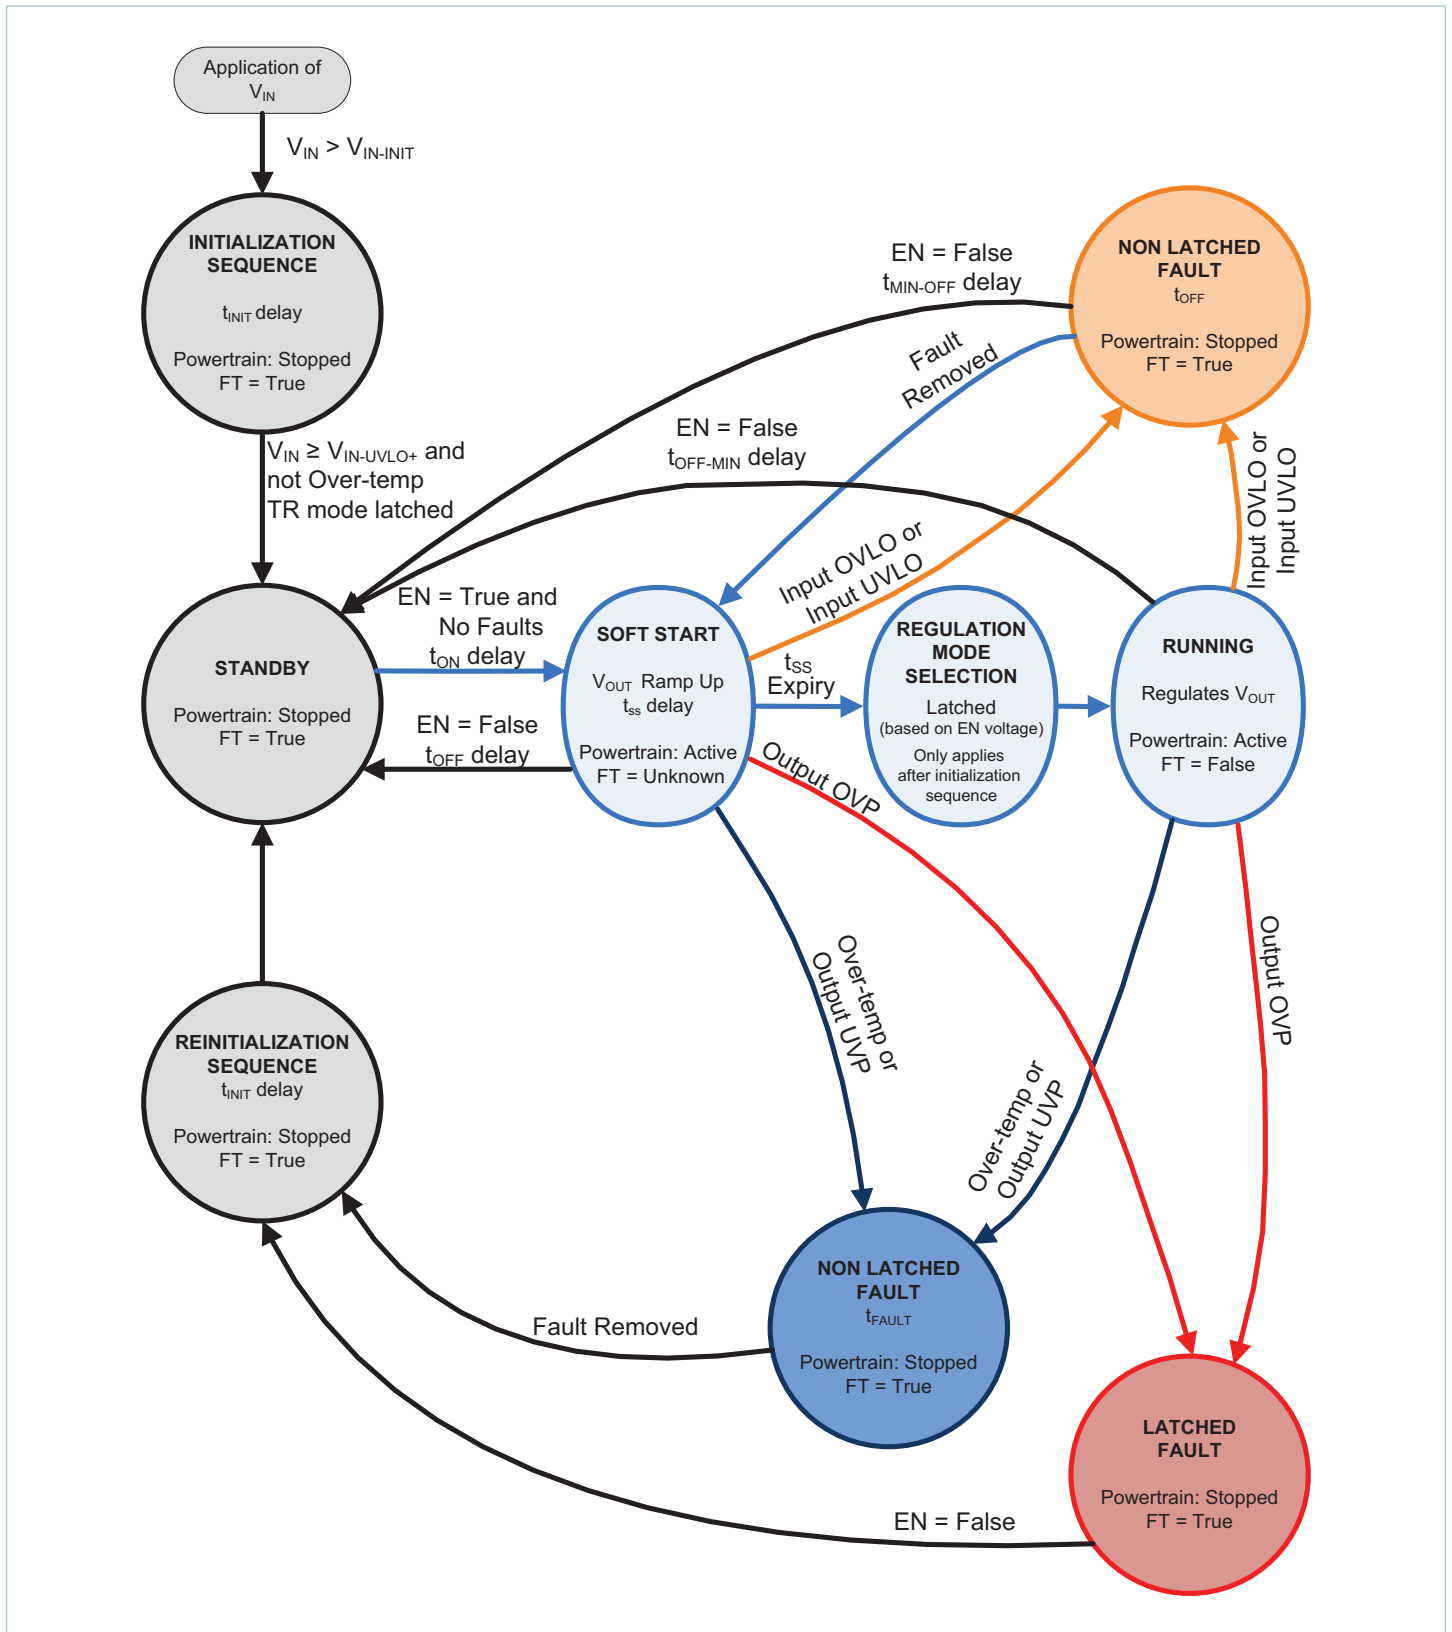 Application of
VIN
VIN > VIN-INIT
INITIALIZATION
SEQUENCE
tINIT delay
Powertrain: Stopped
FT = True
VIN ≥ VIN-UVLO+ and
not Over-temp
TR mode latched
EN = False
tMIN-OFF delay
NON LATCHED
FAULT
tOFF
Powertrain: Stopped
FT = True
Fault
Removed
EN = False
tOFF-MIN delay
Input OVLO or
Input UVLO
Input OVLO or
Input UVLO
STANDBY
Powertrain: Stopped
FT = True
EN = True and
No Faults
tON delay
EN = False
tOFF delay
SOFT START
VOUT Ramp Up
tss delay
Powertrain: Active
FT = Unknown
tSS
Expiry
REGULATION
MODE
SELECTION
Latched
(based on EN voltage)
Only applies
after initialization
sequence
RUNNING
Regulates VOUT
Powertrain: Active
FT = False
Output OVP
Over-temp or
Output UVP
Over-temp or
Output UVP
Output OVP
REINITIALIZATION
SEQUENCE
tINIT delay
Powertrain: Stopped
FT = True
Fault Removed
NON LATCHED
FAULT
tFAULT
Powertrain: Stopped
FT = True
EN = False
LATCHED
FAULT
Powertrain: Stopped
FT = True